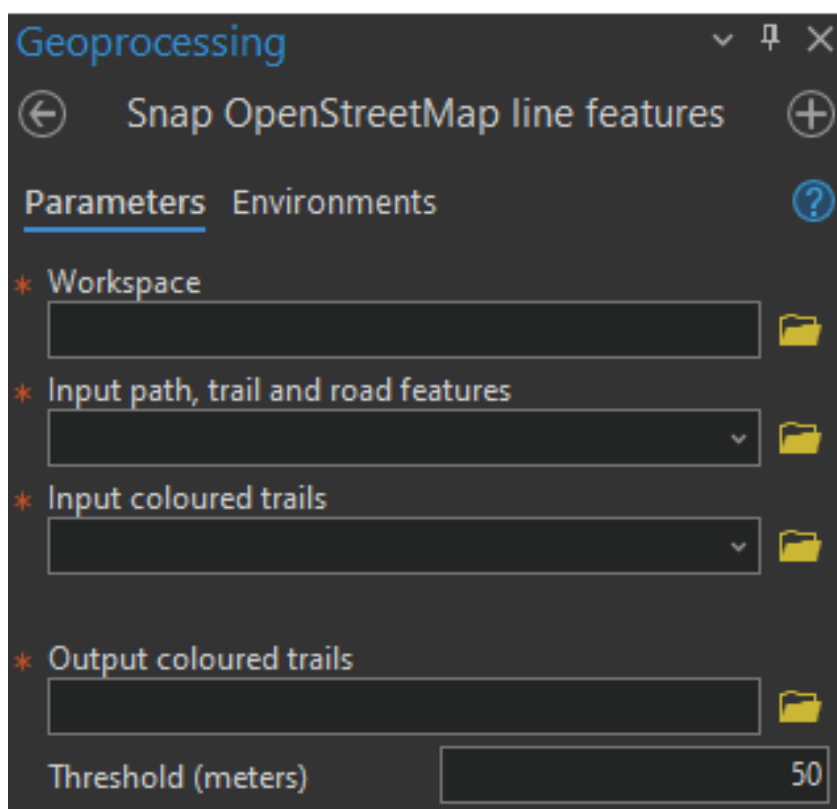 Geoprocessing
Snap OpenStreetMap line features
Parameters Environments
* Workspace
* Input path, trail and road features
* Input coloured trails
* Output coloured trails
Threshold (meters) 50